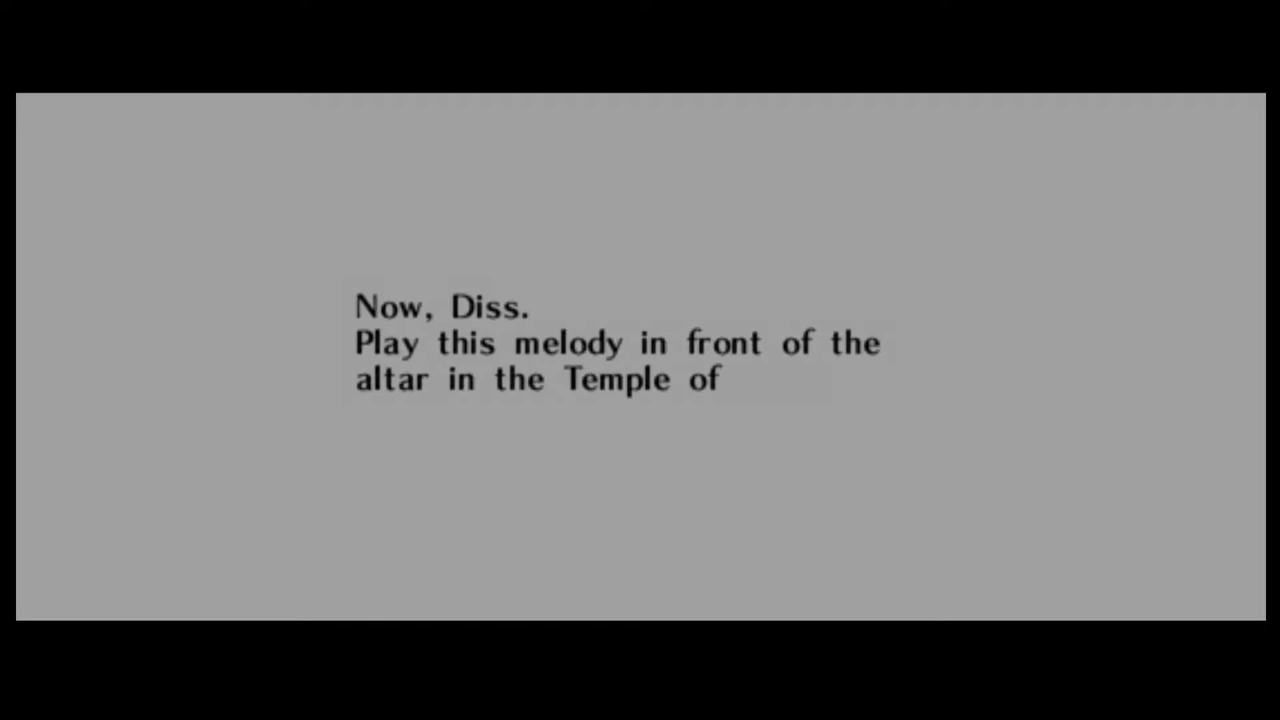 Now, Diss.
Play this melody in front of the
altar in the Temple of